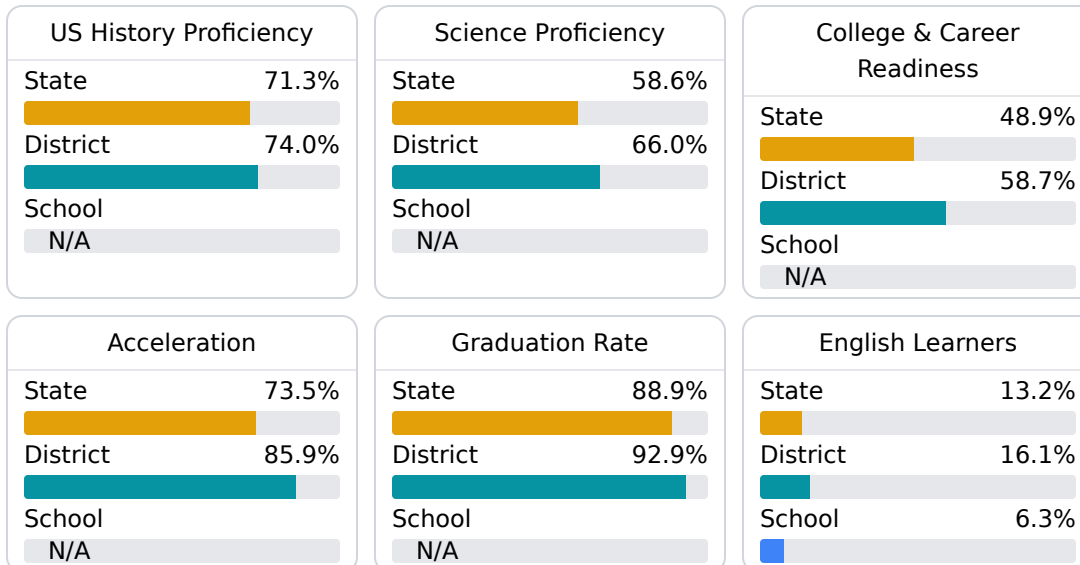 US History Proficiency
State 71.3%
District 74.0%
School
N/A
Science Proficiency
State 58.6%
District 66.0%
School
N/A
College & Career
Readiness
State 48.9%
District 58.7%
School
N/A
Acceleration
State 73.5%
District 85.9%
School
N/A
Graduation Rate
State 88.9%
District 92.9%
School
N/A
English Learners
State 13.2%
District 16.1%
School 6.3%